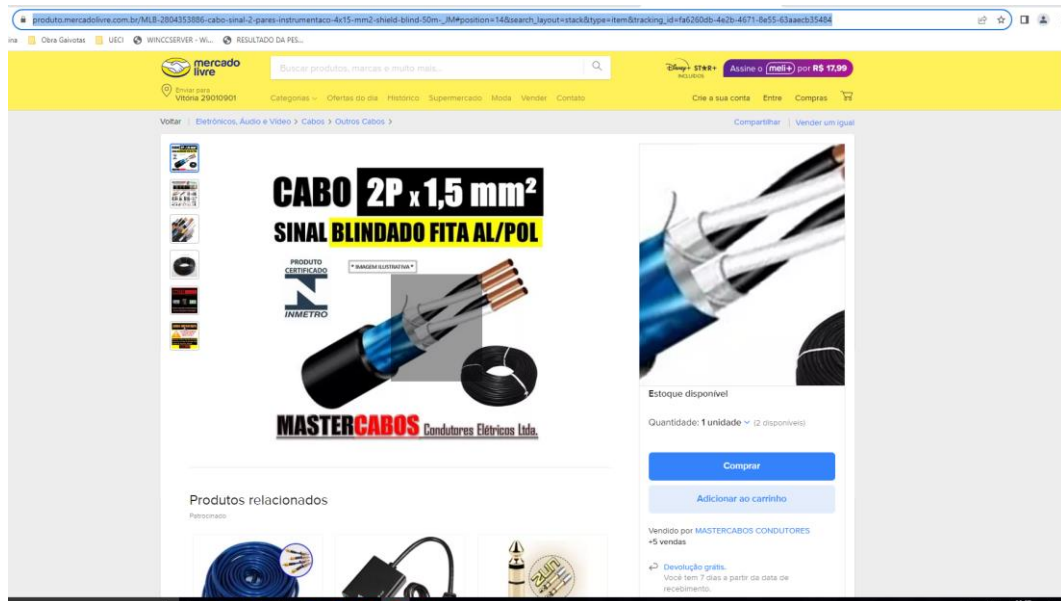 produto.mercadolivre.com.br/MLB-2804353886-cabo-sinal-2-pares-instrumentaco-4x15-mm2-shield-blind-50m-_JM#position=14&search_layout=stack&type=item&tracking_id=fa6260db-4e2b-4671-8e55-63aaecb35484
Obra Gaivotas UECI WINCCSERVER - Wi... RESULTADO DA PES...
mercado livre
Buscar produtos, marcas e muito mais...
Disney+ STAR+
INCLUÍDOS
Assine o meli+ por R$ 17,99
Enviar para
Vitória 29010901
Categorias Ofertas do dia Histórico Supermercado Moda Vender Contato
Crie a sua conta Entre Compras
Voltar | Eletrônicos, Áudio e Vídeo > Cabos > Outros Cabos >
Compartilhar | Vender um igual
CABO 2P x 1,5 mm²
SINAL BLINDADO FITA AL/POL
PRODUTO
CERTIFICADO
INMETRO
* IMAGEM ILUSTRATIVA *
MASTERCABOS Condutores Elétricos Ltda.
Estoque disponível
Quantidade: 1 unidade (2 disponíveis)
Comprar
Adicionar ao carrinho
Vendido por MASTERCABOS CONDUTORES
+5 vendas
Devolução grátis.
Você tem 7 dias a partir da data de
recebimento.
Produtos relacionados
Patrocinado
ZUN